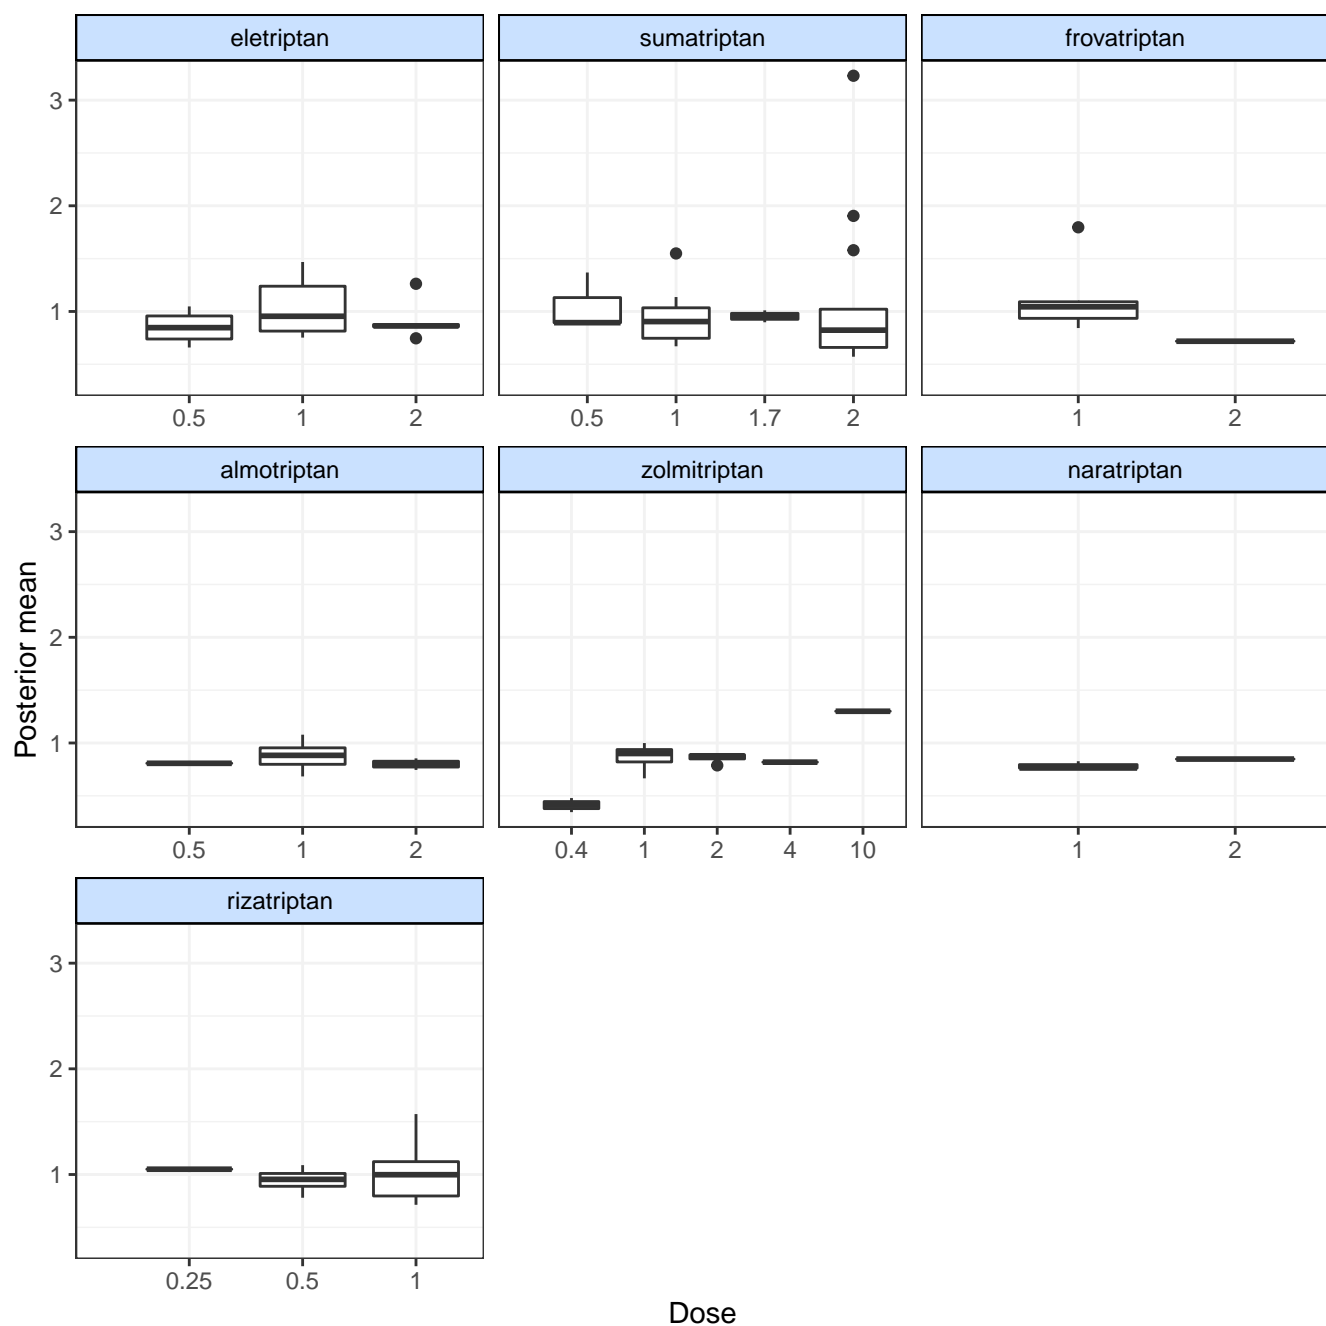 eletriptan sumatriptan frovatriptan
3
2
1
0.5 1 2 0.5 1 1.7 2 1 2
almotriptan zolmitriptan naratriptan
3
2
1
0.5 1 2 0.4 1 2 4 10 1 2
Posterior mean
rizatriptan
3
2
1
0.25 0.5 1
Dose